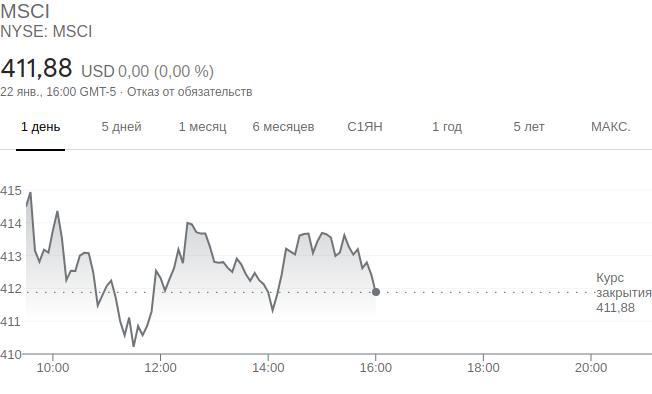 MSCI
NYSE: MSCI
411,88 USD 0,00 (0,00 %)
22 янв., 16:00 GMT-5 · Отказ от обязательств
1 день 5 дней 1 месяц 6 месяцев С1ЯН 1 год 5 лет МАКС.
415
414
413
412
411
410
Курс
закрытия
411,88
10:00 12:00 14:00 16:00 18:00 20:00